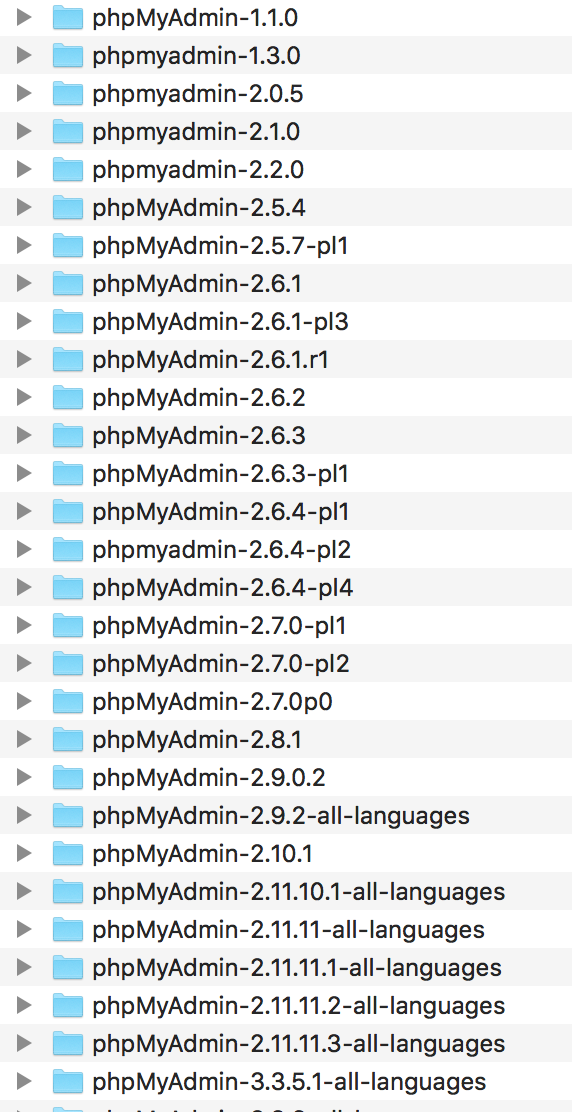 phpMyAdmin-1.1.0
phpmyadmin-1.3.0
phpmyadmin-2.0.5
phpmyadmin-2.1.0
phpmyadmin-2.2.0
phpMyAdmin-2.5.4
phpMyAdmin-2.5.7-pl1
phpMyAdmin-2.6.1
phpMyAdmin-2.6.1-pl3
phpMyAdmin-2.6.1.r1
phpMyAdmin-2.6.2
phpMyAdmin-2.6.3
phpMyAdmin-2.6.3-pl1
phpMyAdmin-2.6.4-pl1
phpmyadmin-2.6.4-pl2
phpMyAdmin-2.6.4-pl4
phpMyAdmin-2.7.0-pl1
phpMyAdmin-2.7.0-pl2
phpMyAdmin-2.7.0p0
phpMyAdmin-2.8.1
phpMyAdmin-2.9.0.2
phpMyAdmin-2.9.2-all-languages
phpMyAdmin-2.10.1
phpMyAdmin-2.11.10.1-all-languages
phpMyAdmin-2.11.11-all-languages
phpMyAdmin-2.11.11.1-all-languages
phpMyAdmin-2.11.11.2-all-languages
phpMyAdmin-2.11.11.3-all-languages
phpMyAdmin-3.3.5.1-all-languages